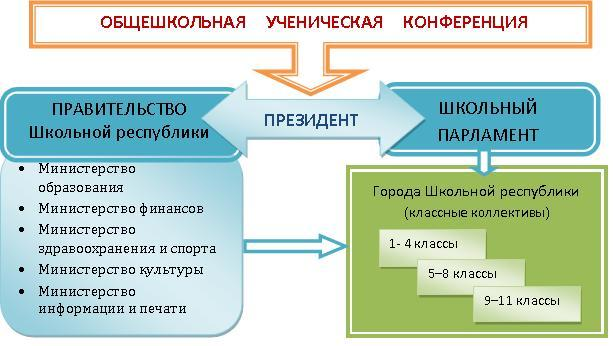 ОБЩЕШКОЛЬНАЯ УЧЕНИЧЕСКАЯ КОНФЕРЕНЦИЯ
ПРАВИТЕЛЬСТВО
Школьной республики
ПРЕЗИДЕНТ
ШКОЛЬНЫЙ
ПАРЛАМЕНТ
• Министерство
образования
• Министерство финансов
• Министерство
здравоохранения и спорта
• Министерство культуры
• Министерство
информации и печати
Города Школьной республики
(классные коллективы)
1- 4 классы
5–8 классы
9–11 классы